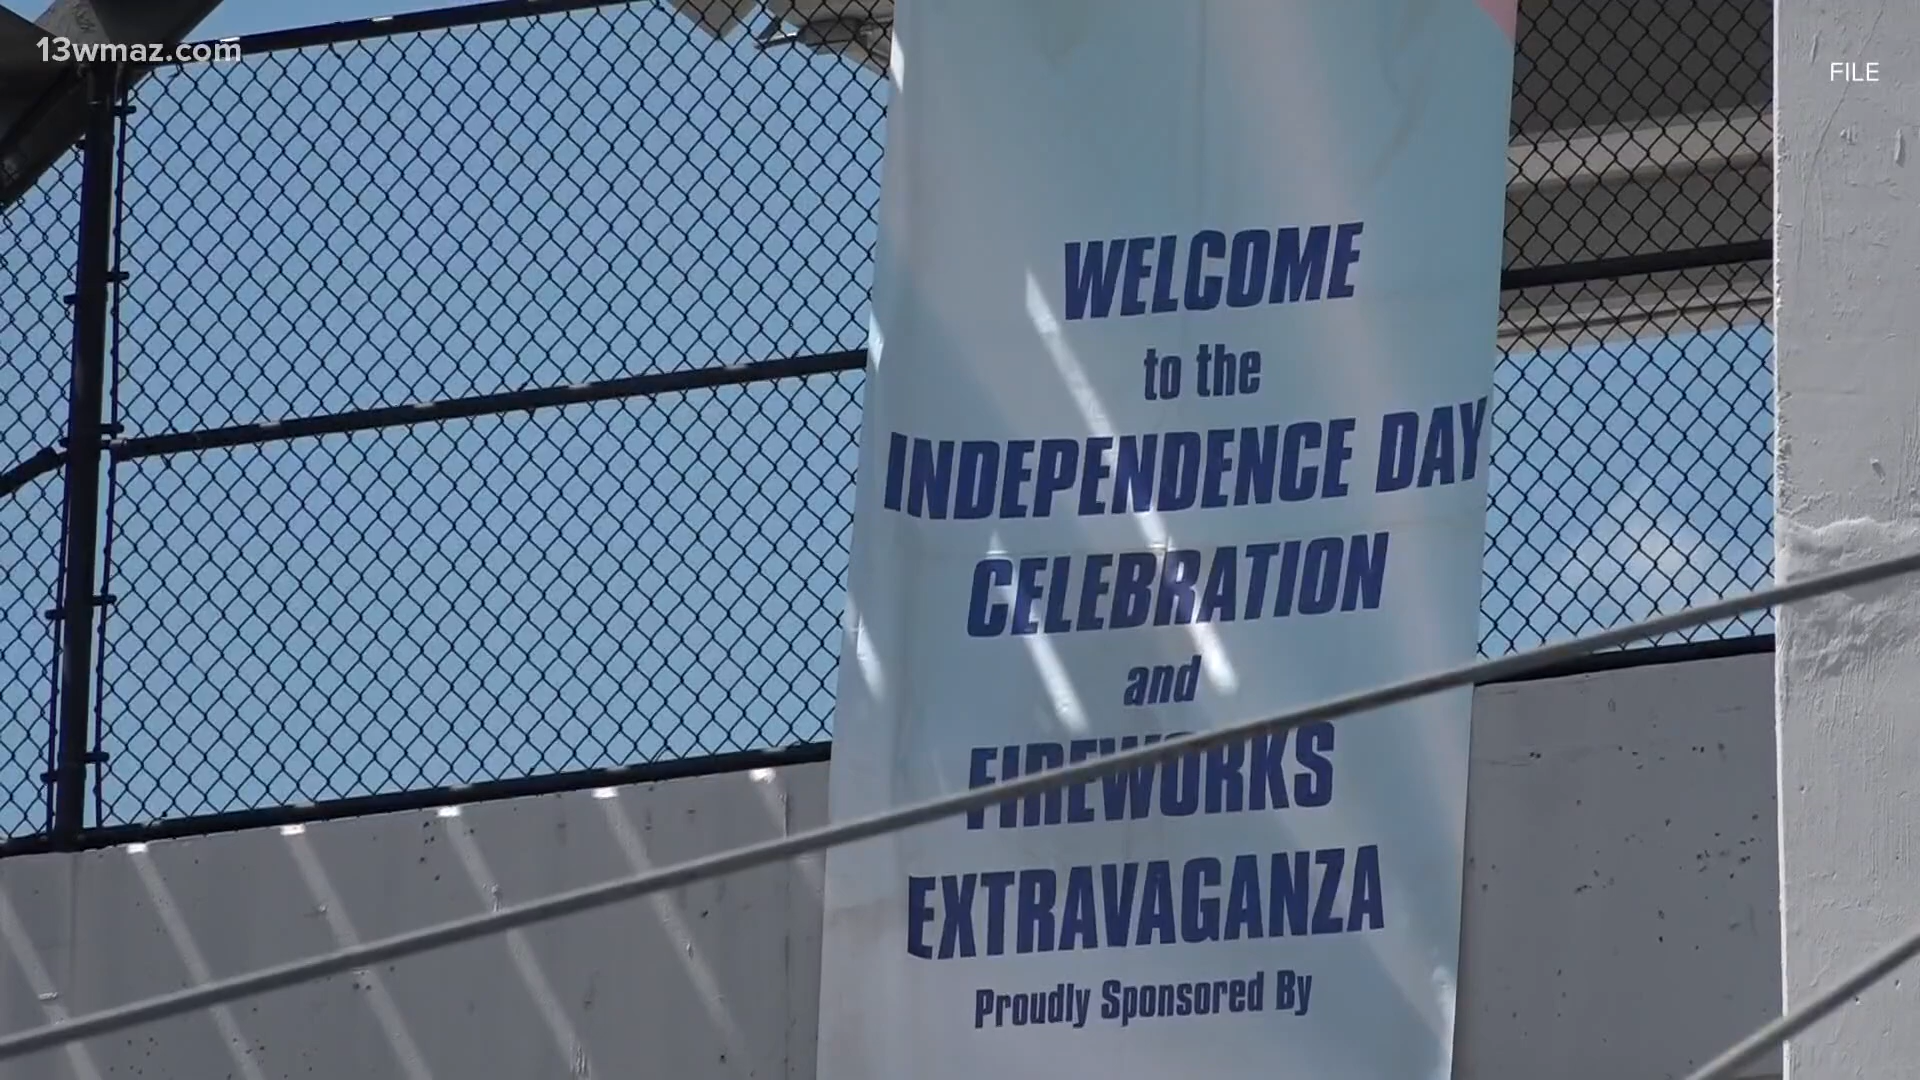 13wmaz.com
FILE
WELCOME
to the
INDEPENDENCE DAY
CELEBRATION
and
FIREWORKS
EXTRAVAGANZA
Proudly Sponsored By